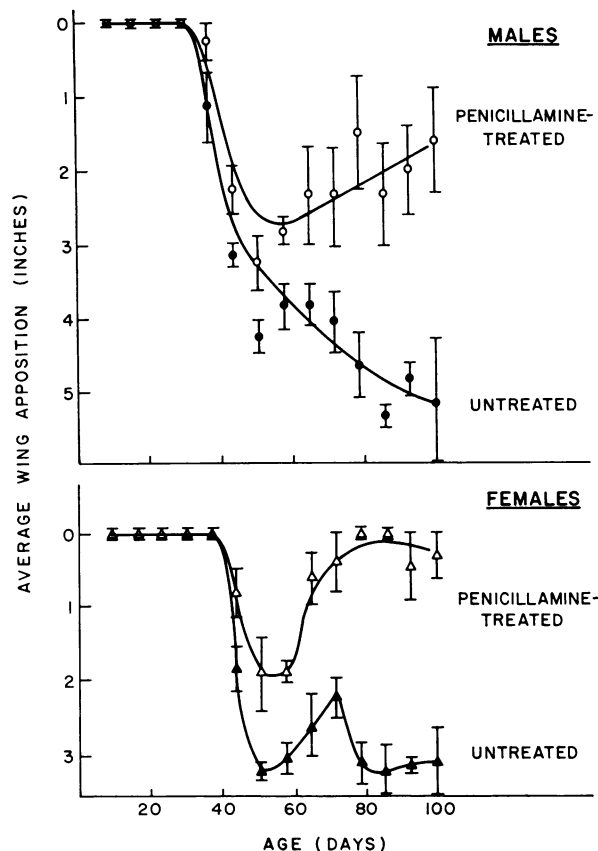 AVERAGE WING APPOSITION (INCHES)
MALES
0
1
2
3
4
5
PENICILLAMINE-
TREATED
UNTREATED
FEMALES
0
1
2
3
PENICILLAMINE-
TREATED
UNTREATED
20 40 60 80 100
AGE (DAYS)